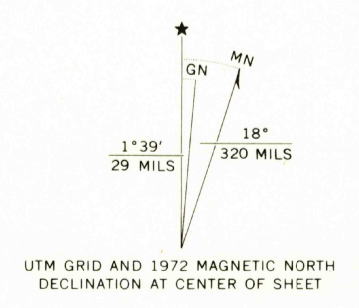 ★
MN
GN
1°39′
29 MILS
18°
320 MILS
UTM GRID AND 1972 MAGNETIC NORTH
DECLINATION AT CENTER OF SHEET